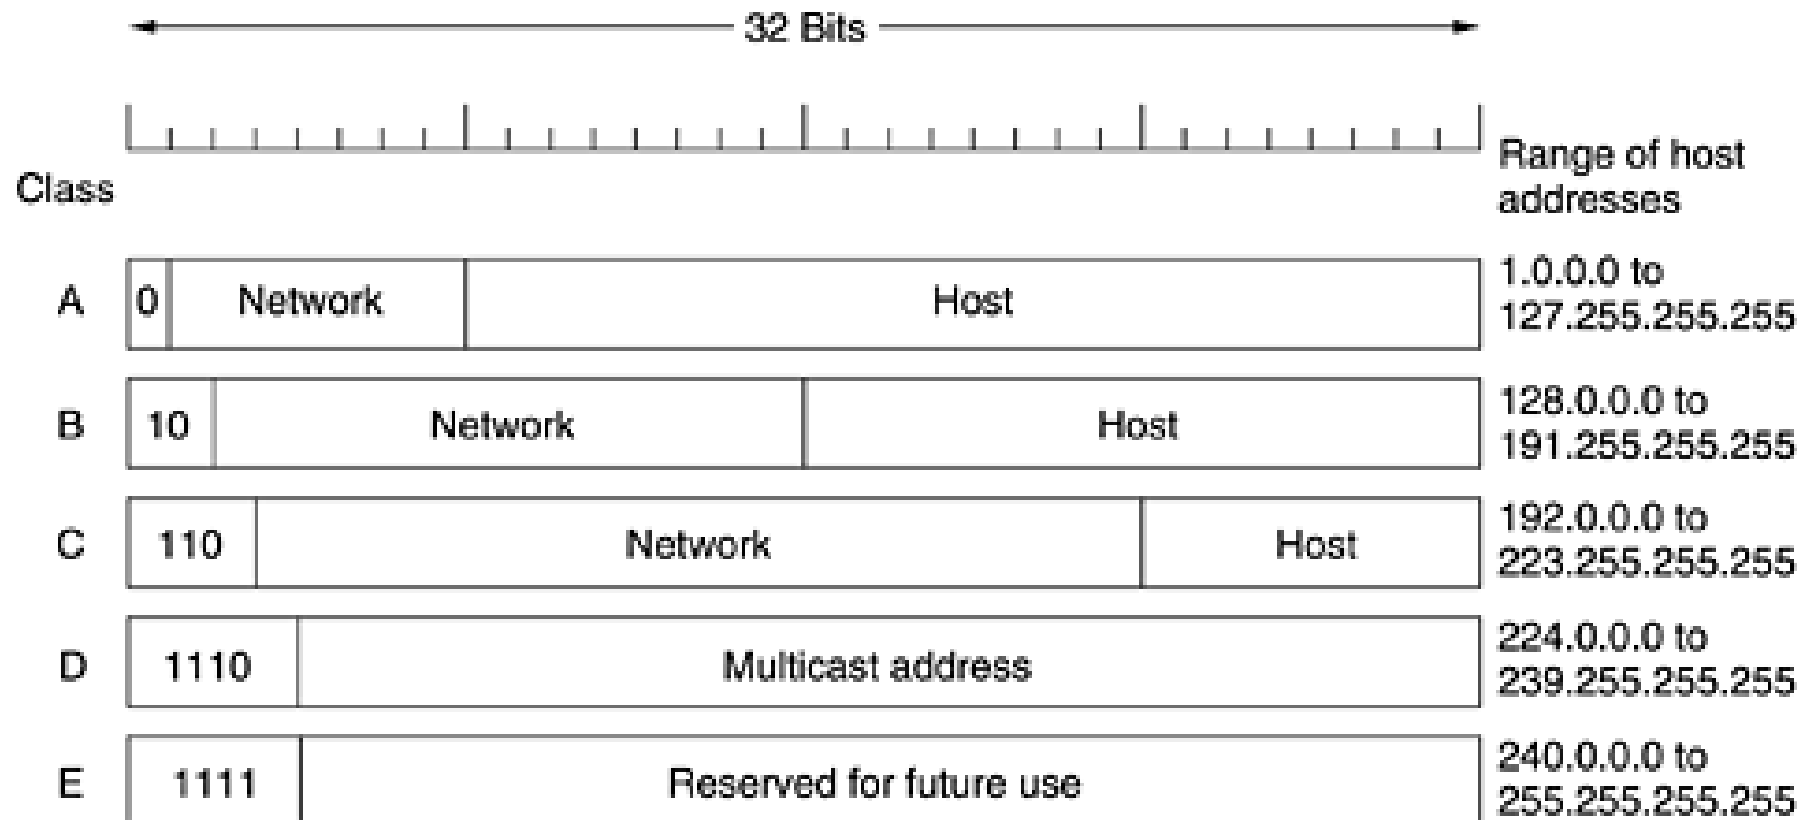 32 Bits
Range of host
addresses
Class
A 0 Network Host 1.0.0.0 to
127.255.255.255
B 10 Network Host 128.0.0.0 to
191.255.255.255
C 110 Network Host 192.0.0.0 to
223.255.255.255
D 1110 Multicast address 224.0.0.0 to
239.255.255.255
E 1111 Reserved for future use 240.0.0.0 to
255.255.255.255